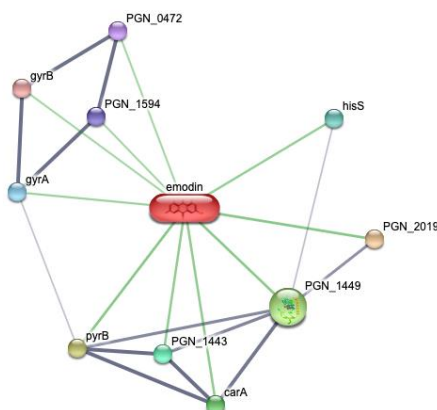 PGN_0472
gyrB
PGN_1594
hisS
gyrA
emodin
PGN_2019
PGN_1449
pyrB
PGN_1443
carA